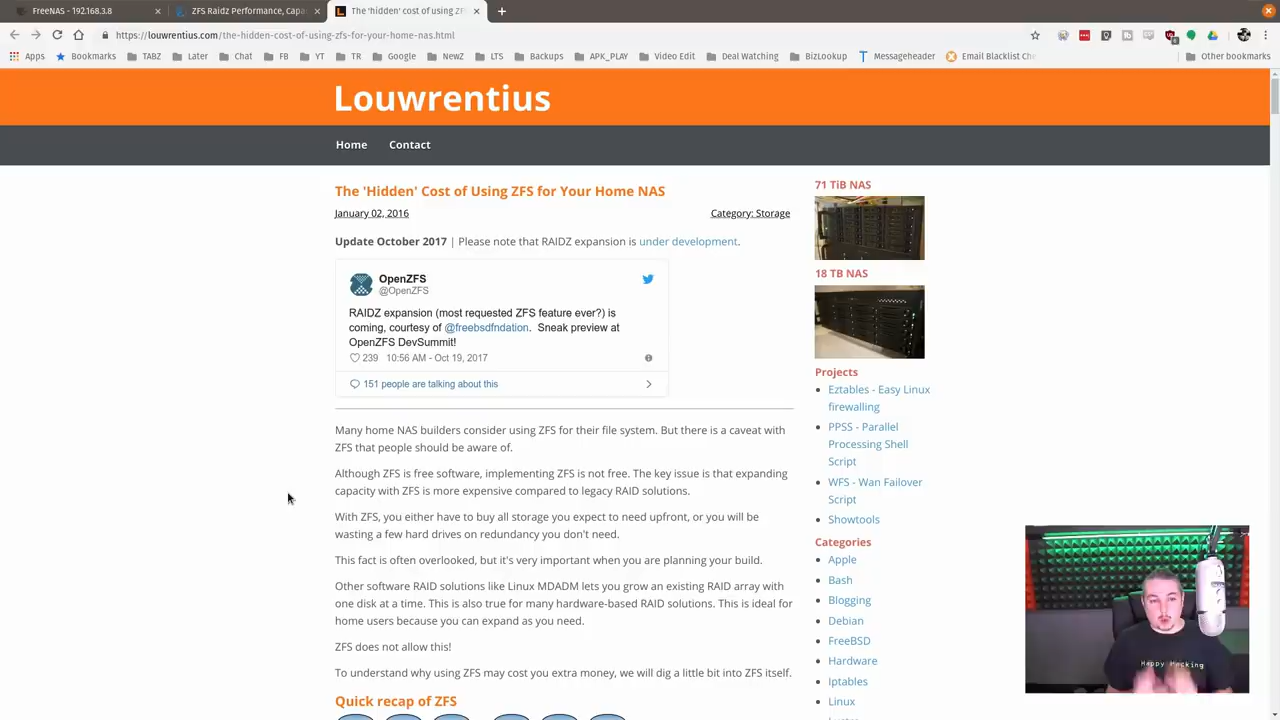 FreeNAS - 192.168.3.8
ZFS Raidz Performance, Capa
The 'hidden' cost of using ZF
https://louwrentius.com/the-hidden-cost-of-using-zfs-for-your-home-nas.html
Apps
Bookmarks
TABZ
Later
Chat
FB
YT
TR
Google
NewZ
LTS
Backups
APK_PLAY
Video Edit
Deal Watching
BizLookup
Messageheader
Email Blacklist Che
Other bookmarks
Louwrentius
Home
Contact
The 'Hidden' Cost of Using ZFS for Your Home NAS
January 02, 2016
Category: Storage
Update October 2017 | Please note that RAIDZ expansion is under development.
OpenZFS
@OpenZFS
RAIDZ expansion (most requested ZFS feature ever?) is
coming, courtesy of @freebsdfndation. Sneak preview at
OpenZFS DevSummit!
239 10:56 AM - Oct 19, 2017
151 people are talking about this
Many home NAS builders consider using ZFS for their file system. But there is a caveat with
ZFS that people should be aware of.
Although ZFS is free software, implementing ZFS is not free. The key issue is that expanding
capacity with ZFS is more expensive compared to legacy RAID solutions.
With ZFS, you either have to buy all storage you expect to need upfront, or you will be
wasting a few hard drives on redundancy you don't need.
This fact is often overlooked, but it's very important when you are planning your build.
Other software RAID solutions like Linux MDADM lets you grow an existing RAID array with
one disk at a time. This is also true for many hardware-based RAID solutions. This is ideal for
home users because you can expand as you need.
ZFS does not allow this!
To understand why using ZFS may cost you extra money, we will dig a little bit into ZFS itself.
Quick recap of ZFS
71 TiB NAS
18 TB NAS
Projects
Eztables - Easy Linux
firewalling
PPSS - Parallel
Processing Shell
Script
WFS - Wan Failover
Script
Showtools
Categories
Apple
Bash
Blogging
Debian
FreeBSD
Hardware
Iptables
Linux
Happy Hacking